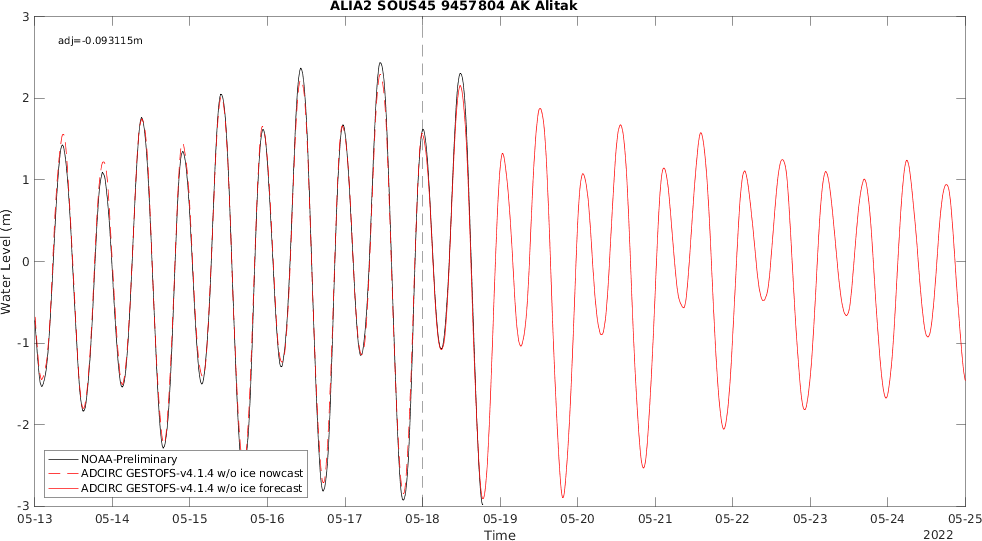 ALIA2 SOUS45 9457804 AK Alitak
3
adj=-0.093115m
2
1
0
Water Level (m)
-1
-2
NOAA-Preliminary
ADCIRC GESTOFS-v4.1.4 w/o ice nowcast
ADCIRC GESTOFS-v4.1.4 w/o ice forecast
-3
05-13 05-14 05-15 05-16 05-17 05-18 05-19 05-20 05-21 05-22 05-23 05-24 05-25
Time 2022